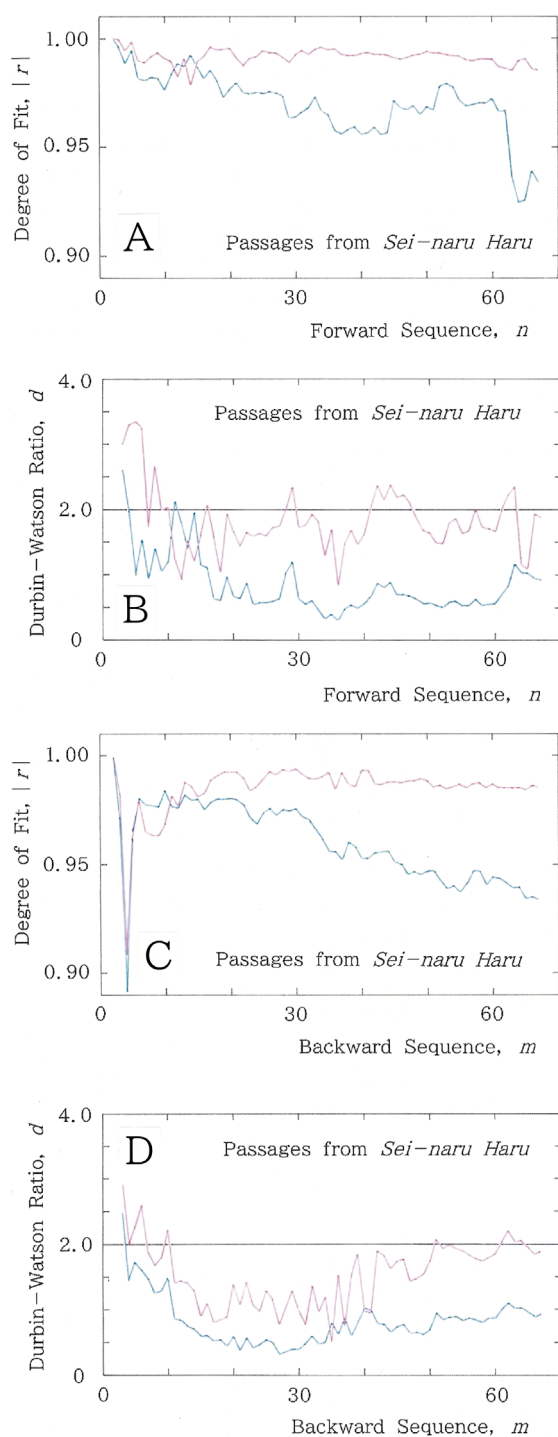 1.00
0.95
0.90
Degree of Fit, |r|
A
Passages from Sei-naru Haru
0 30 60
Forward Sequence, n
4.0
2.0
0
Durbin-Watson Ratio, d
Passages from Sei-naru Haru
B
0 30 60
Forward Sequence, n
1.00
0.95
0.90
Degree of Fit, |r|
C
Passages from Sei-naru Haru
0 30 60
Backward Sequence, m
4.0
2.0
0
Durbin-Watson Ratio, d
D
Passages from Sei-naru Haru
0 30 60
Backward Sequence, m